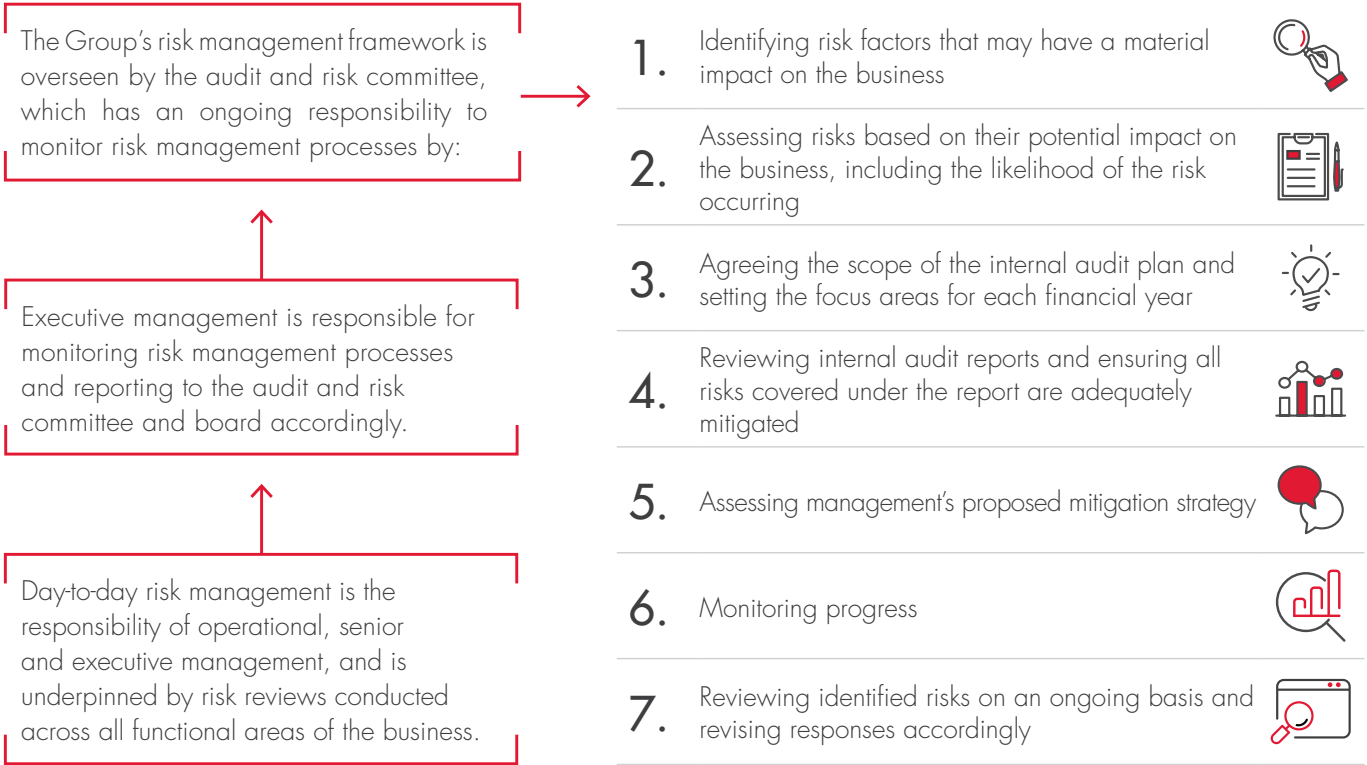 The Group's risk management framework is
overseen by the audit and risk committee,
which has an ongoing responsibility to
monitor risk management processes by:
Executive management is responsible for
monitoring risk management processes
and reporting to the audit and risk
committee and board accordingly.
Day-to-day risk management is the
responsibility of operational, senior
and executive management, and is
underpinned by risk reviews conducted
across all functional areas of the business.
1. Identifying risk factors that may have a material
impact on the business
2. Assessing risks based on their potential impact on
the business, including the likelihood of the risk
occurring
3. Agreeing the scope of the internal audit plan and
setting the focus areas for each financial year
4. Reviewing internal audit reports and ensuring all
risks covered under the report are adequately
mitigated
5. Assessing management's proposed mitigation strategy
6. Monitoring progress
7. Reviewing identified risks on an ongoing basis and
revising responses accordingly